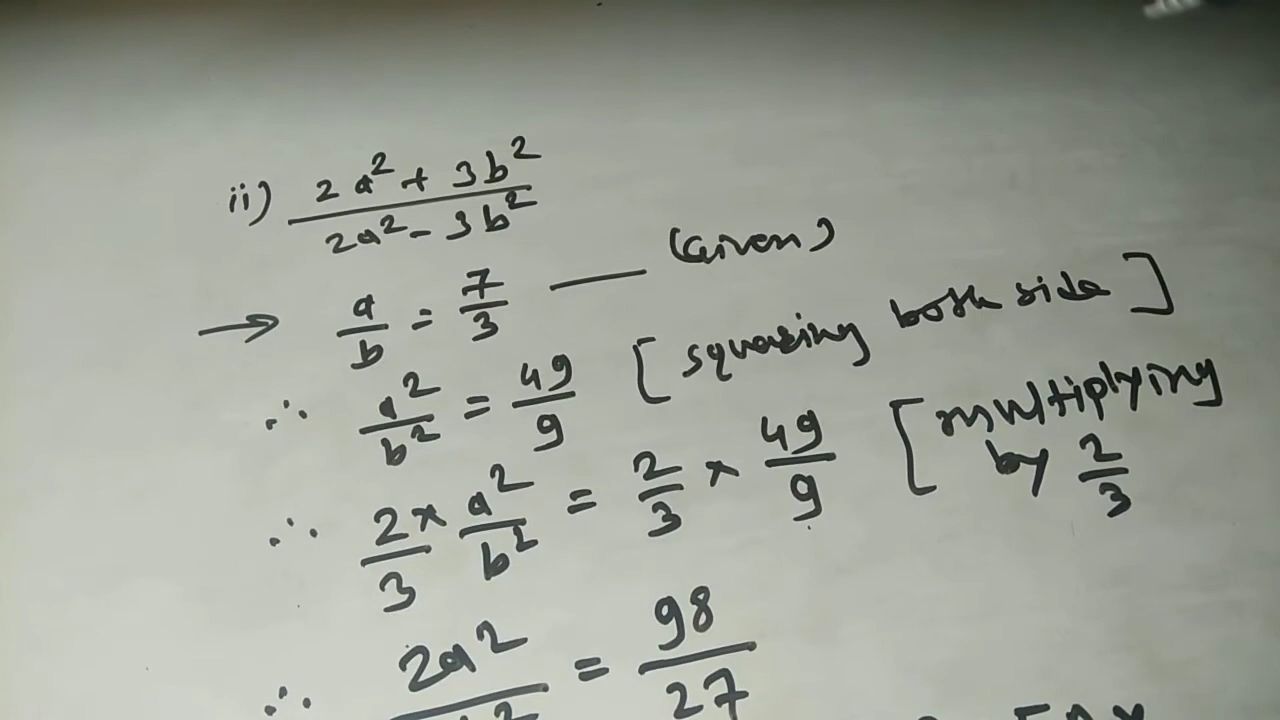 ii) 2a²+3b² / 2a²-3b²
→ a/b = 7/3 — (Given)
∴ a²/b² = 49/9 [squaring both side]
∴ 2/3 × a²/b² = 2/3 × 49/9 [multiplying by 2/3
∴ 2a² = 98/27